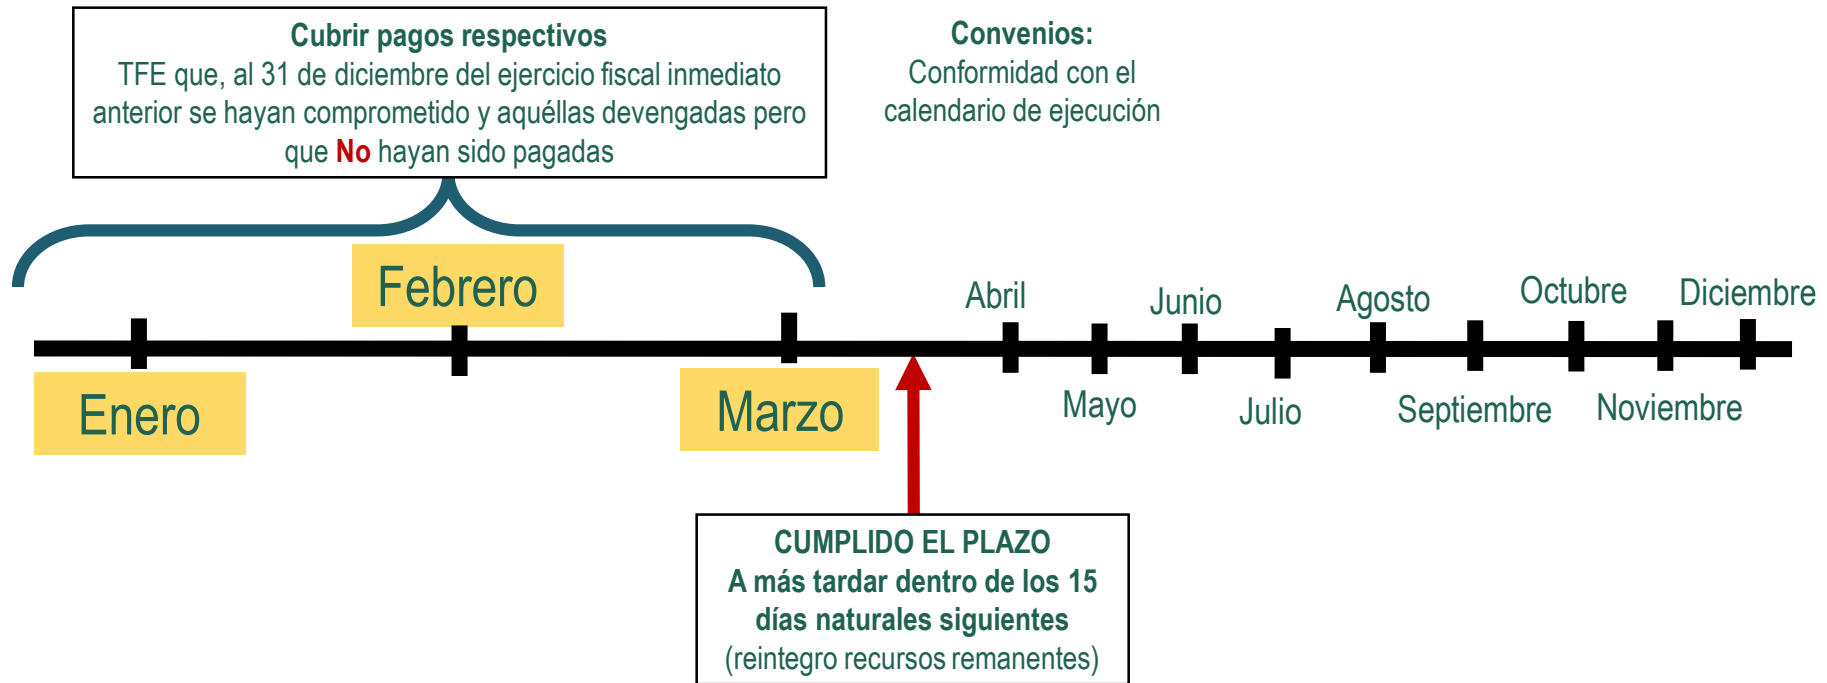 Cubrir pagos respectivos
TFE que, al 31 de diciembre del ejercicio fiscal inmediato
anterior se hayan comprometido y aquéllas devengadas pero
que No hayan sido pagadas
Convenios:
Conformidad con el
calendario de ejecución
Enero
Febrero
Marzo
Abril
Mayo
Junio
Julio
Agosto
Septiembre
Octubre
Noviembre
Diciembre
CUMPLIDO EL PLAZO
A más tardar dentro de los 15
días naturales siguientes
(reintegro recursos remanentes)